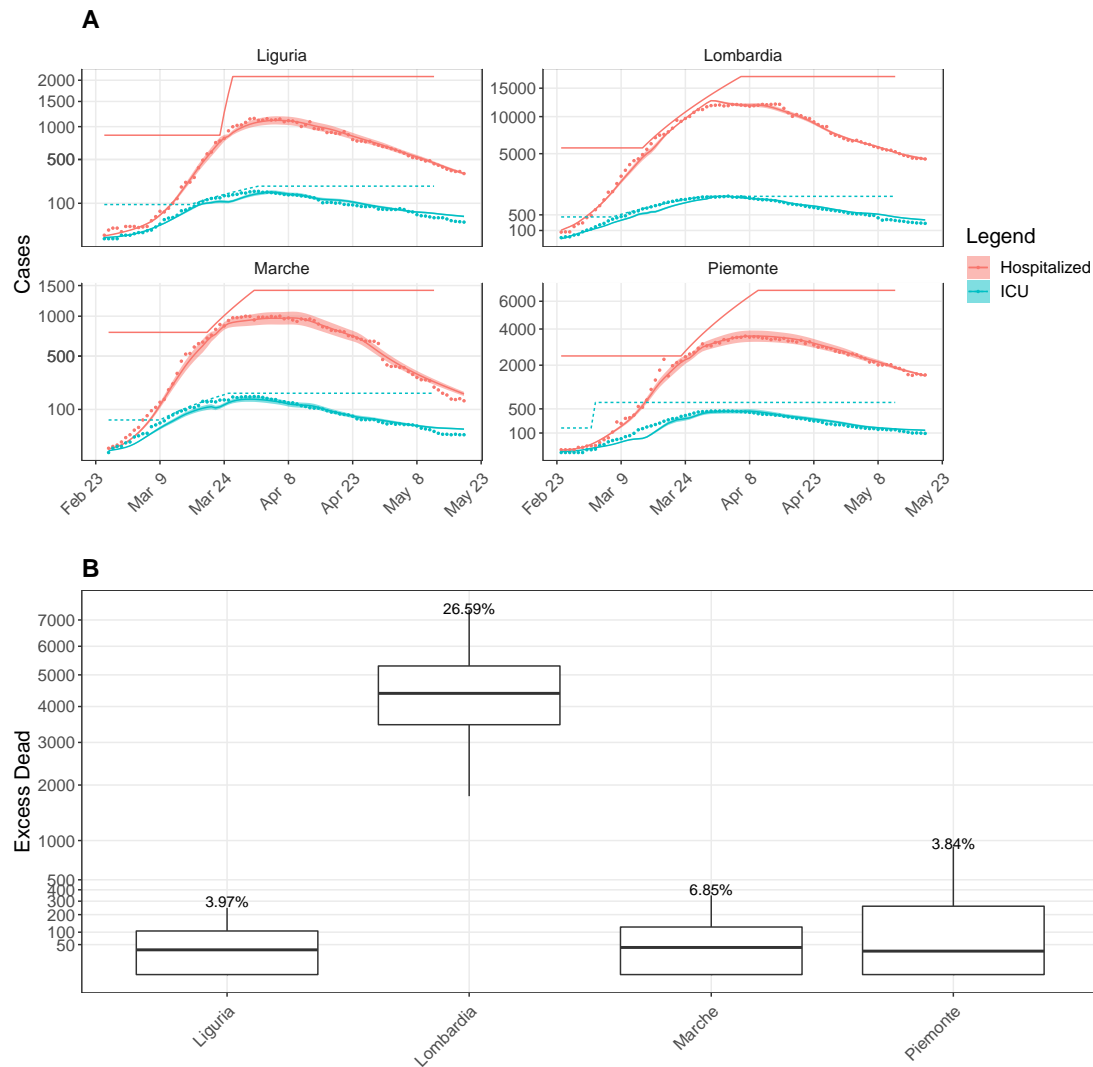 A
Liguria
Lombardia
2000
1500
1000
500
100
15000
10000
5000
500
100
Cases
Legend
Hospitalized
ICU
Marche
Piemonte
1500
1000
500
100
6000
4000
2000
500
100
Feb 23
Mar 9
Mar 24
Apr 8
Apr 23
May 8
May 23
Feb 23
Mar 9
Mar 24
Apr 8
Apr 23
May 8
May 23
B
Excess Dead
7000
6000
5000
4000
3000
2000
1000
500
400
300
200
100
50
3.97%
26.59%
6.85%
3.84%
Liguria
Lombardia
Marche
Piemonte